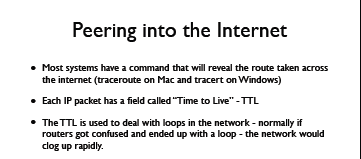 Peering into the Internet
• Most systems have a command that will reveal the route taken across
the internet (traceroute on Mac and tracert on Windows)
• Each IP packet has a field called “Time to Live” - TTL
• The TTL is used to deal with loops in the network - normally if
routers got confused and ended up with a loop - the network would
clog up rapidly.